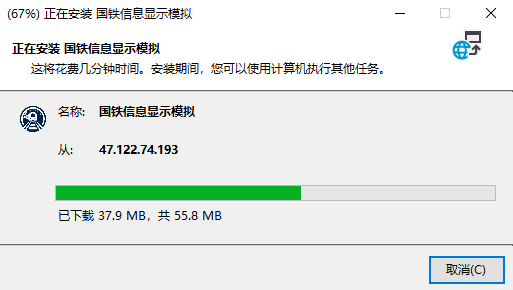 (67%) 正在安装 国铁信息显示模拟
正在安装 国铁信息显示模拟
这将花费几分钟时间。安装期间，您可以使用计算机执行其他任务。
名称: 国铁信息显示模拟
从: 47.122.74.193
已下载 37.9 MB，共 55.8 MB
取消(C)